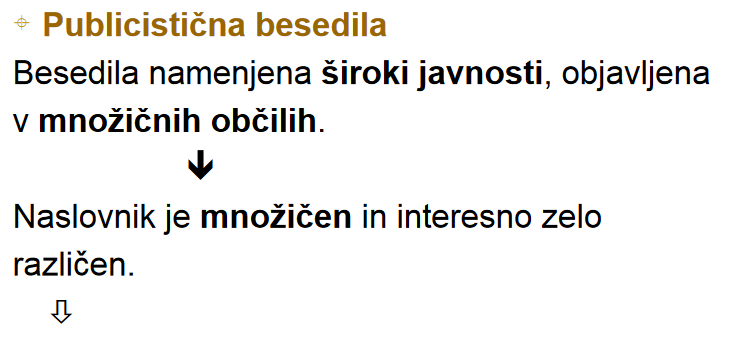 Publicistična besedila
Besedila namenjena široki javnosti, objavljena
v množičnih občilih.
Naslovnik je množičen in interesno zelo
različen.